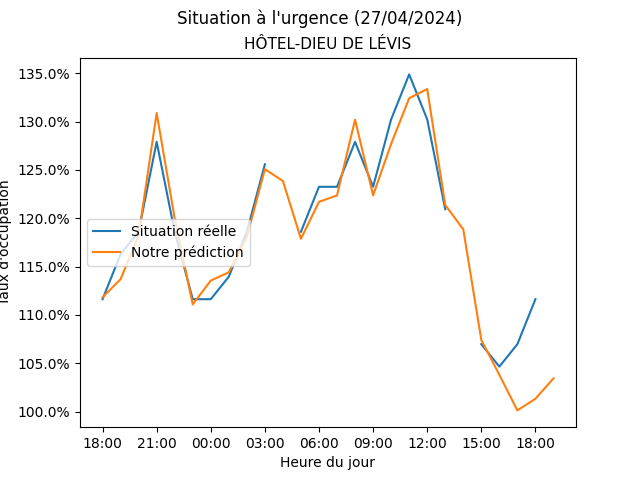 Situation à l'urgence (27/04/2024)
HÔTEL-DIEU DE LÉVIS
135.0%
130.0%
125.0%
120.0%
115.0%
110.0%
105.0%
100.0%
d'occupation
Situation réelle
Notre prédiction
18:00 21:00 00:00 03:00 06:00 09:00 12:00 15:00 18:00
Heure du jour